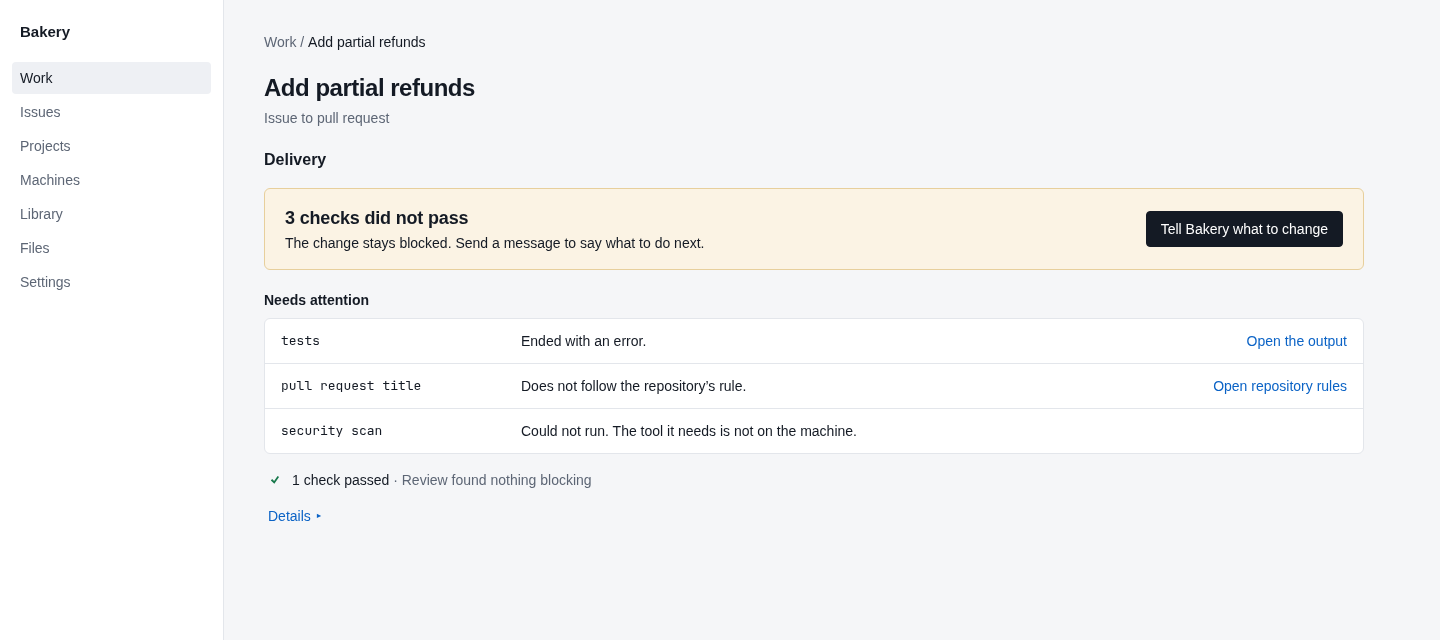 Bakery
Work
Issues
Projects
Machines
Library
Files
Settings
Work / Add partial refunds
Add partial refunds
Issue to pull request
Delivery
3 checks did not pass
The change stays blocked. Send a message to say what to do next.
Tell Bakery what to change
Needs attention
tests Ended with an error. Open the output
pull request title Does not follow the repository’s rule. Open repository rules
security scan Could not run. The tool it needs is not on the machine.
1 check passed · Review found nothing blocking
Details ▸